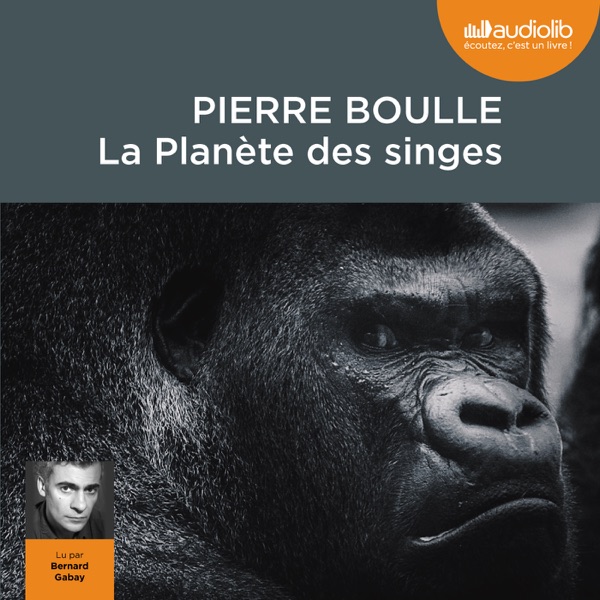 audiolib
écoutez, c'est un livre !
PIERRE BOULLE
La Planète des singes
Lu par
Bernard
Gabay